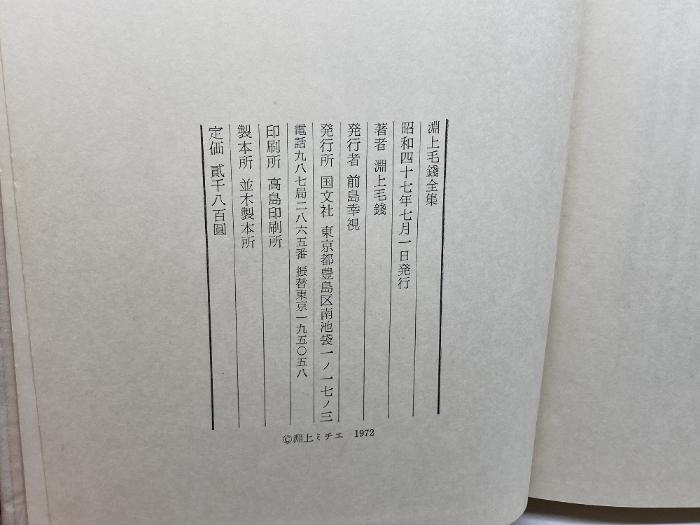 淵上毛錢全集
昭和四十七年七月一日発行
著者 淵上毛錢
発行者 前島幸視
発行所 国文社 東京都豊島区南池袋一ノ一七ノ三
電話九八七局二八六五番 振替東京一九五〇五八
印刷所 高島印刷所
製本所 並木製本所
定価 貳千八百圓
©淵上ミチエ 1972